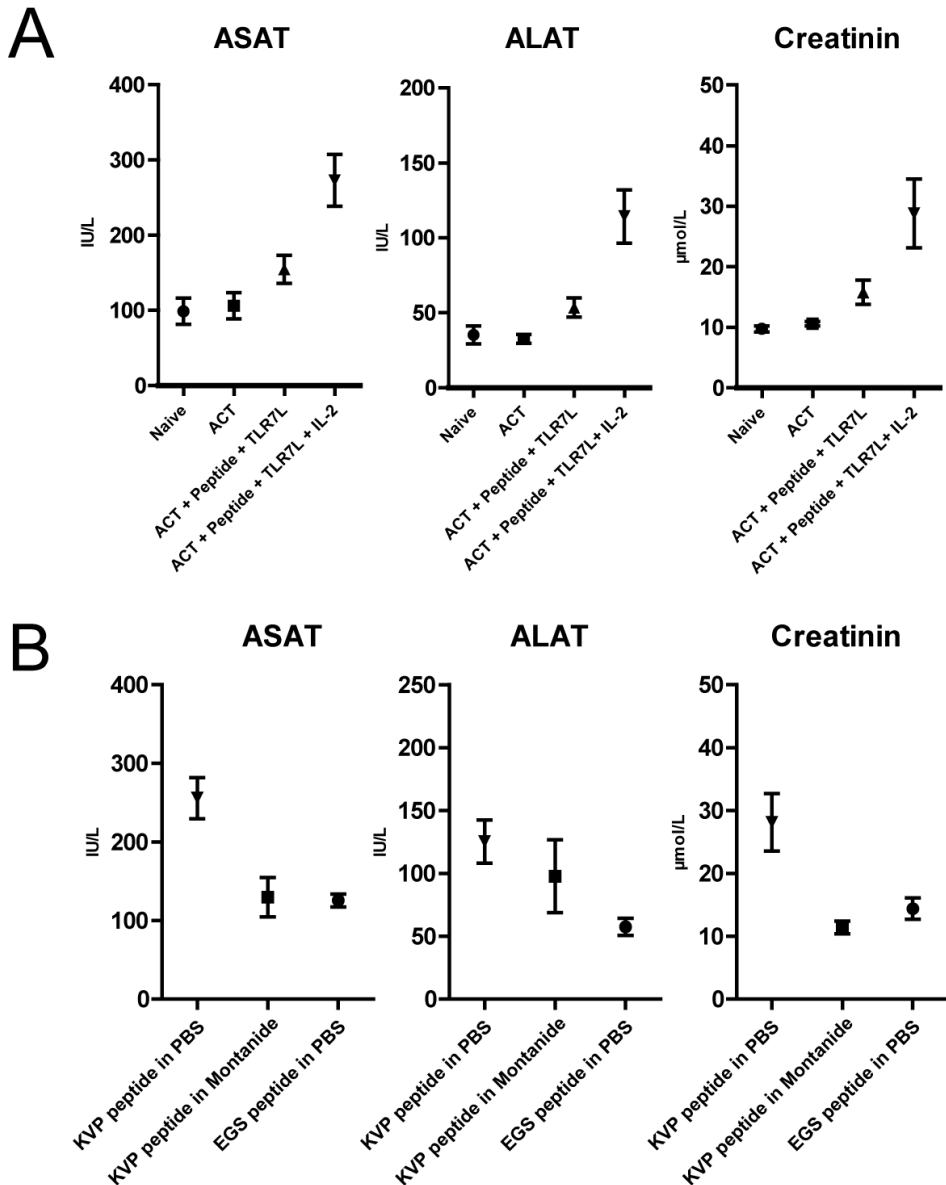 A
ASAT
ALAT
Creatinin
400
300
200
100
0
IU/L
Naive
ACT
ACT + Peptide + TLR7L
ACT + Peptide + TLR7L + IL-2
200
150
100
50
0
IU/L
Naive
ACT
ACT + Peptide + TLR7L
ACT + Peptide + TLR7L+ IL-2
50
40
30
20
10
0
µmol/L
Naive
ACT
ACT + Peptide + TLR7L
ACT + Peptide + TLR7L + IL-2
B
ASAT
ALAT
Creatinin
400
300
200
100
0
IU/L
KVP peptide in PBS
KVP peptide in Montanide
EGS peptide in PBS
250
200
150
100
50
0
IU/L
KVP peptide in PBS
KVP peptide in Montanide
EGS peptide in PBS
50
40
30
20
10
0
µmol/L
KVP peptide in PBS
KVP peptide in Montanide
EGS peptide in PBS